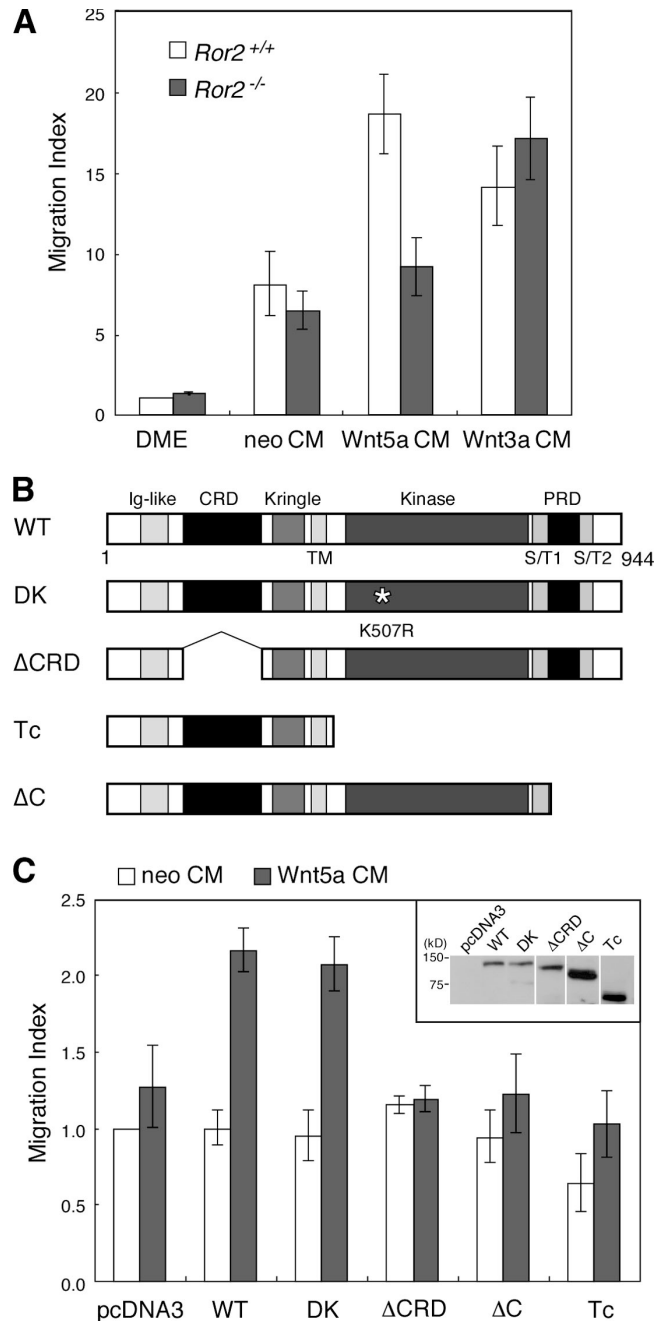 A
25
20
15
10
5
0
Migration Index
Ror2 +/+
Ror2 -/-
DME neo CM Wnt5a CM Wnt3a CM
B
Ig-like CRD Kringle Kinase PRD
WT
1 TM S/T1 S/T2 944
DK
*
K507R
ΔCRD
Tc
ΔC
C
neo CM Wnt5a CM
2.5
2.0
1.5
1.0
0.5
0.0
Migration Index
pcDNA3 WT DK ΔCRD ΔC Tc
(kD)
150
75
pcDNA3 WT DK ΔCRD ΔC Tc